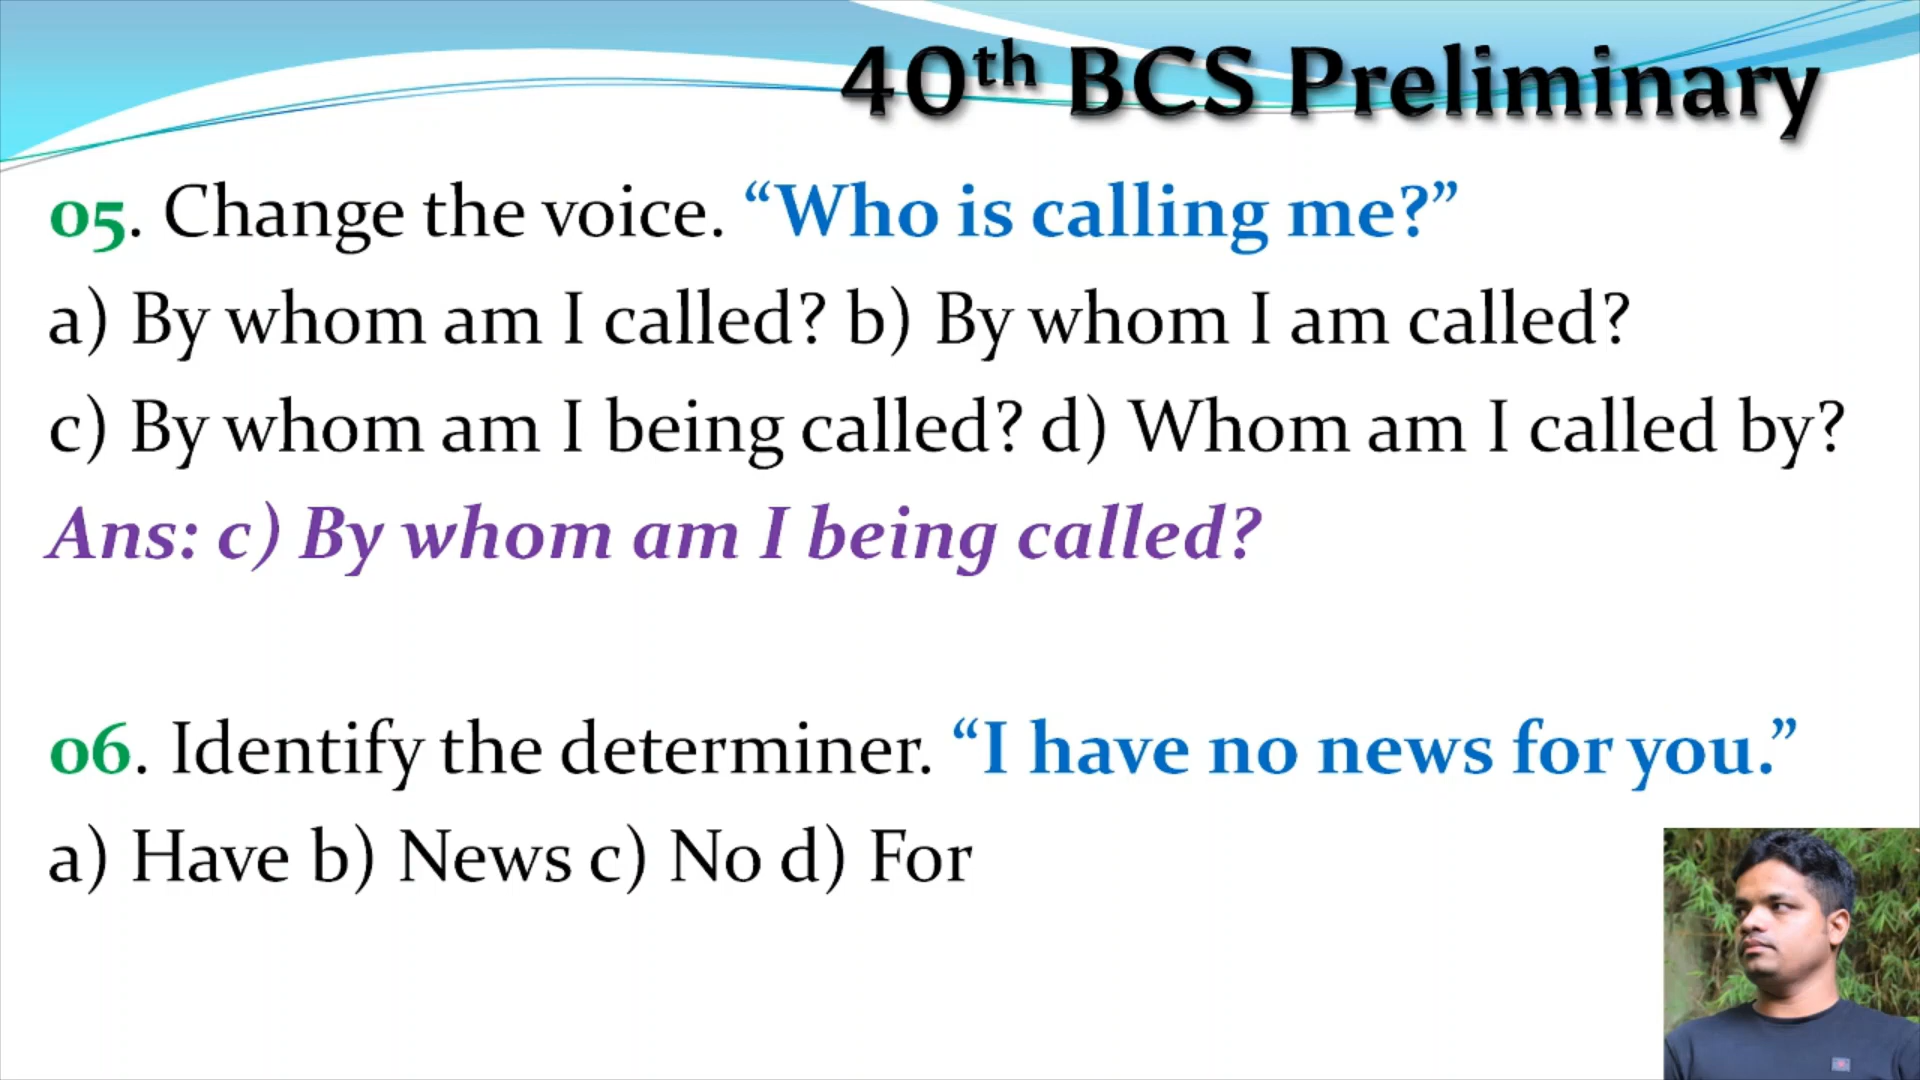 40th BCS Preliminary
05. Change the voice. “Who is calling me?”
a) By whom am I called? b) By whom I am called?
c) By whom am I being called? d) Whom am I called by?
Ans: c) By whom am I being called?
06. Identify the determiner. “I have no news for you.”
a) Have b) News c) No d) For